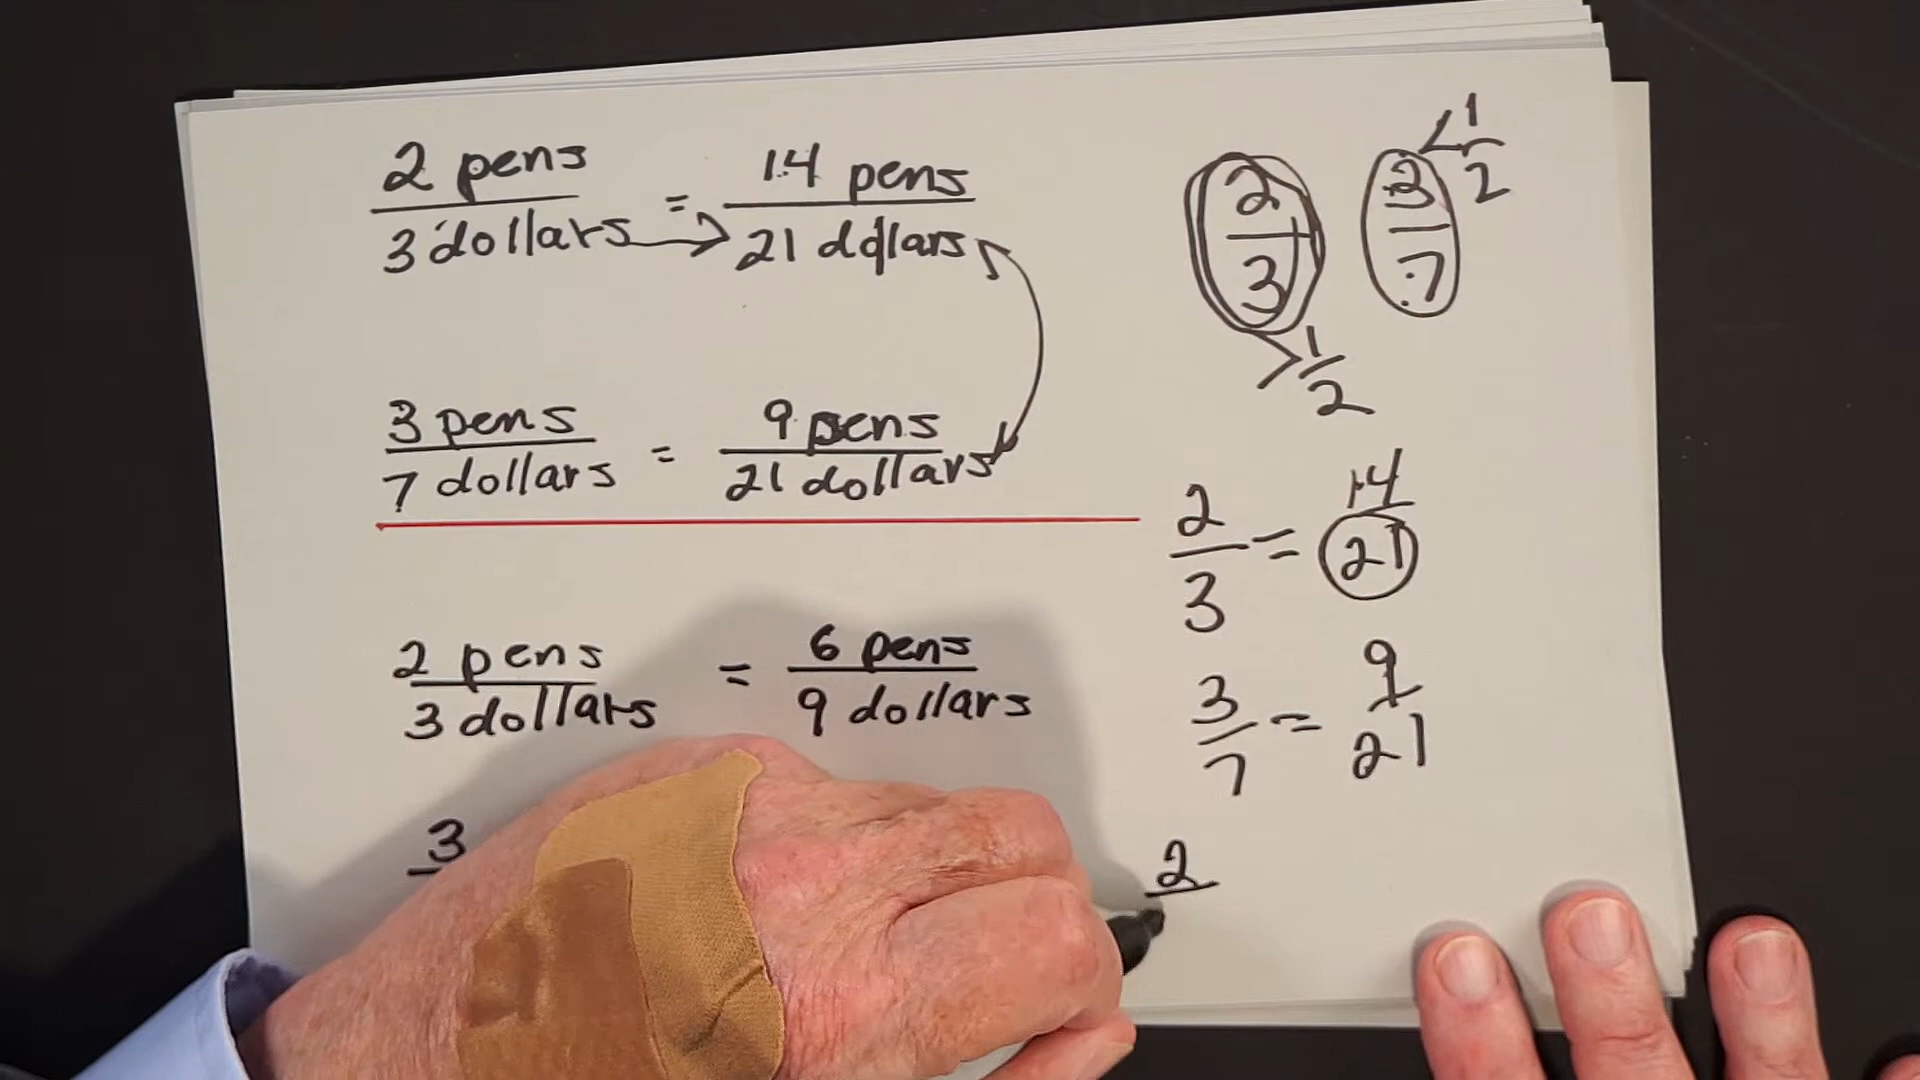 2 pens = 14 pens
3 dollars 21 dollars
3 pens = 9 pens
7 dollars 21 dollars
2 pens = 6 pens
3 dollars 9 dollars
3
2 3 < 1
3 7 2
> 1
2
2 = 14
3 21
3 = 9
7 21
2